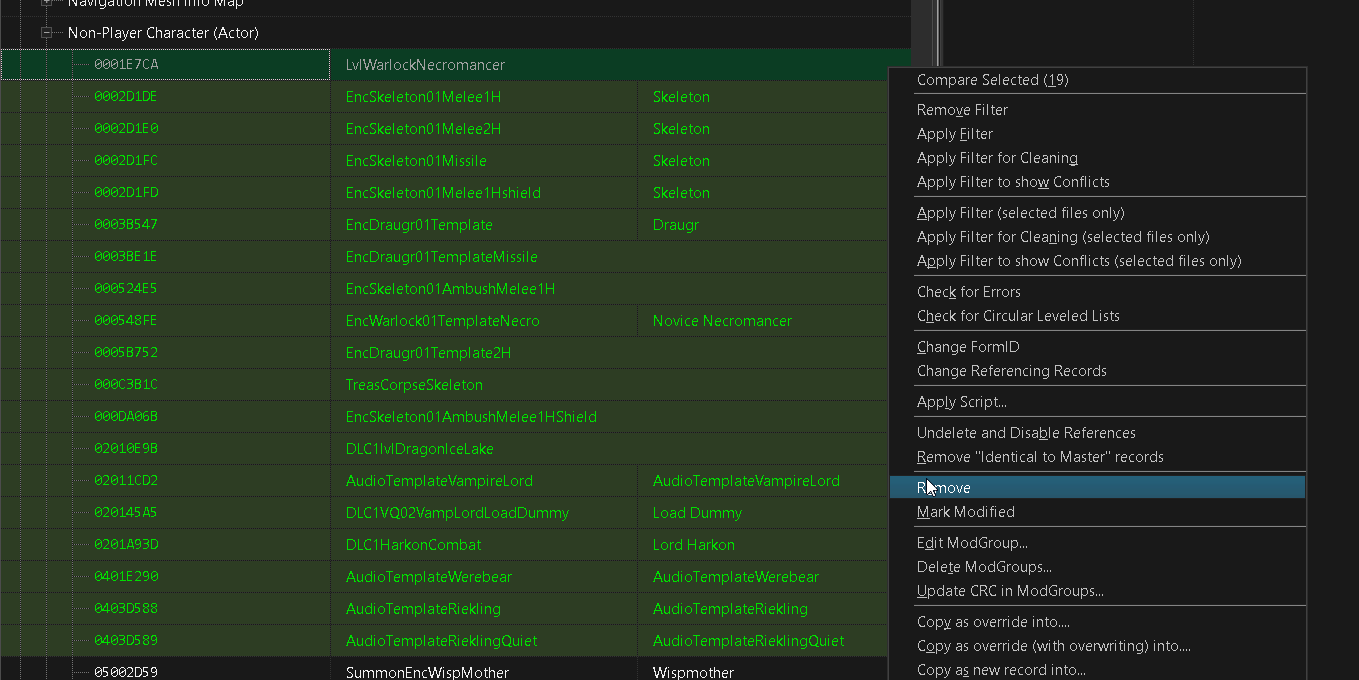 Navigation Mesh Info Map
Non-Player Character (Actor)
0001E7CA LvlWarlockNecromancer
0002D1DE EncSkeleton01Melee1H Skeleton
0002D1E0 EncSkeleton01Melee2H Skeleton
0002D1FC EncSkeleton01Missile Skeleton
0002D1FD EncSkeleton01Melee1Hshield Skeleton
0003B547 EncDraugr01Template Draugr
0003BE1E EncDraugr01TemplateMissile
000524E5 EncSkeleton01AmbushMelee1H
000548FE EncWarlock01TemplateNecro Novice Necromancer
0005B752 EncDraugr01Template2H
000C3B1C TreasCorpseSkeleton
000DA06B EncSkeleton01AmbushMelee1HShield
02010E9B DLC1lvlDragonIceLake
02011CD2 AudioTemplateVampireLord AudioTemplateVampireLord
020145A5 DLC1VQ02VampLordLoadDummy Load Dummy
0201A93D DLC1HarkonCombat Lord Harkon
0401E290 AudioTemplateWerebear AudioTemplateWerebear
0403D588 AudioTemplateRiekling AudioTemplateRiekling
0403D589 AudioTemplateRieklingQuiet AudioTemplateRieklingQuiet
05002D59 SummonEncWispMother Wispmother
Compare Selected (19)
Remove Filter
Apply Filter
Apply Filter for Cleaning
Apply Filter to show Conflicts
Apply Filter (selected files only)
Apply Filter for Cleaning (selected files only)
Apply Filter to show Conflicts (selected files only)
Check for Errors
Check for Circular Leveled Lists
Change FormID
Change Referencing Records
Apply Script...
Undelete and Disable References
Remove "Identical to Master" records
Remove
Mark Modified
Edit ModGroup...
Delete ModGroups...
Update CRC in ModGroups...
Copy as override into....
Copy as override (with overwriting) into....
Copy as new record into...